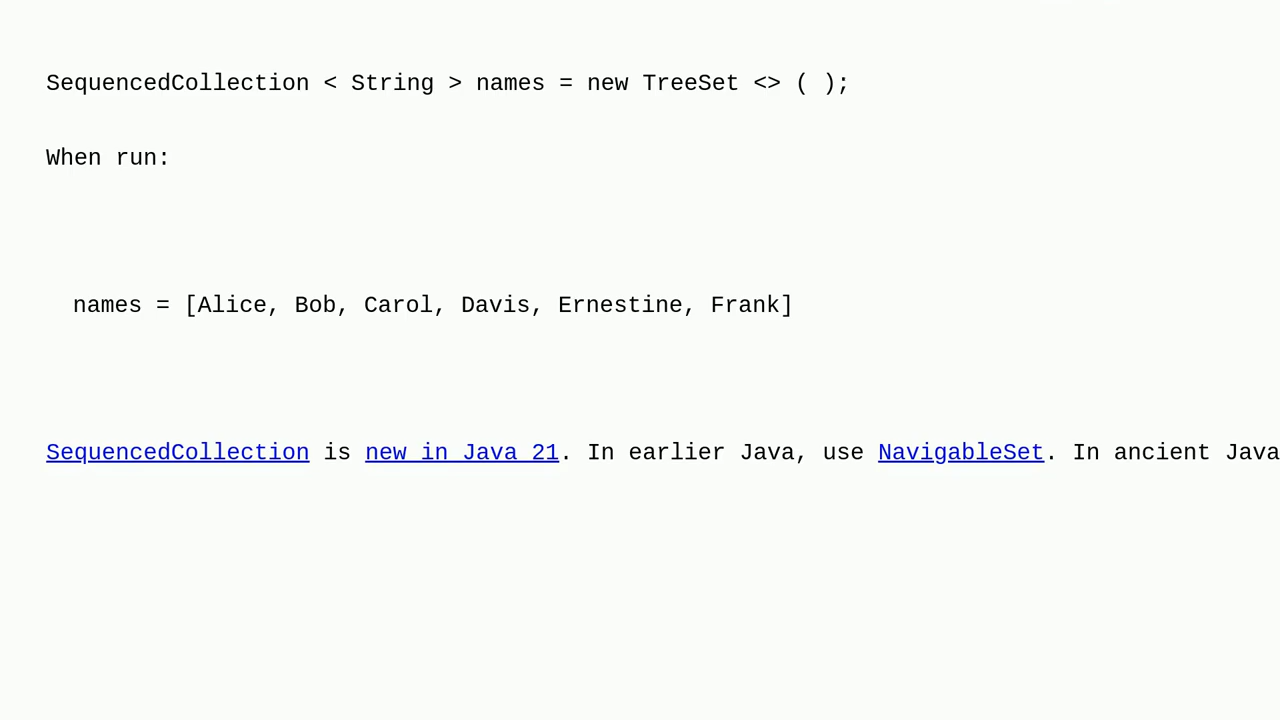 SequencedCollection < String > names = new TreeSet <> ( );
When run:
names = [Alice, Bob, Carol, Davis, Ernestine, Frank]
SequencedCollection is new in Java 21. In earlier Java, use NavigableSet. In ancient Java